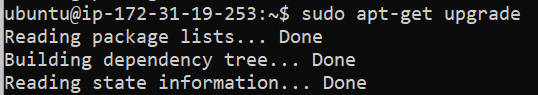 ubuntu@ip-172-31-19-253:~$ sudo apt-get upgrade
Reading package lists... Done
Building dependency tree... Done
Reading state information... Done